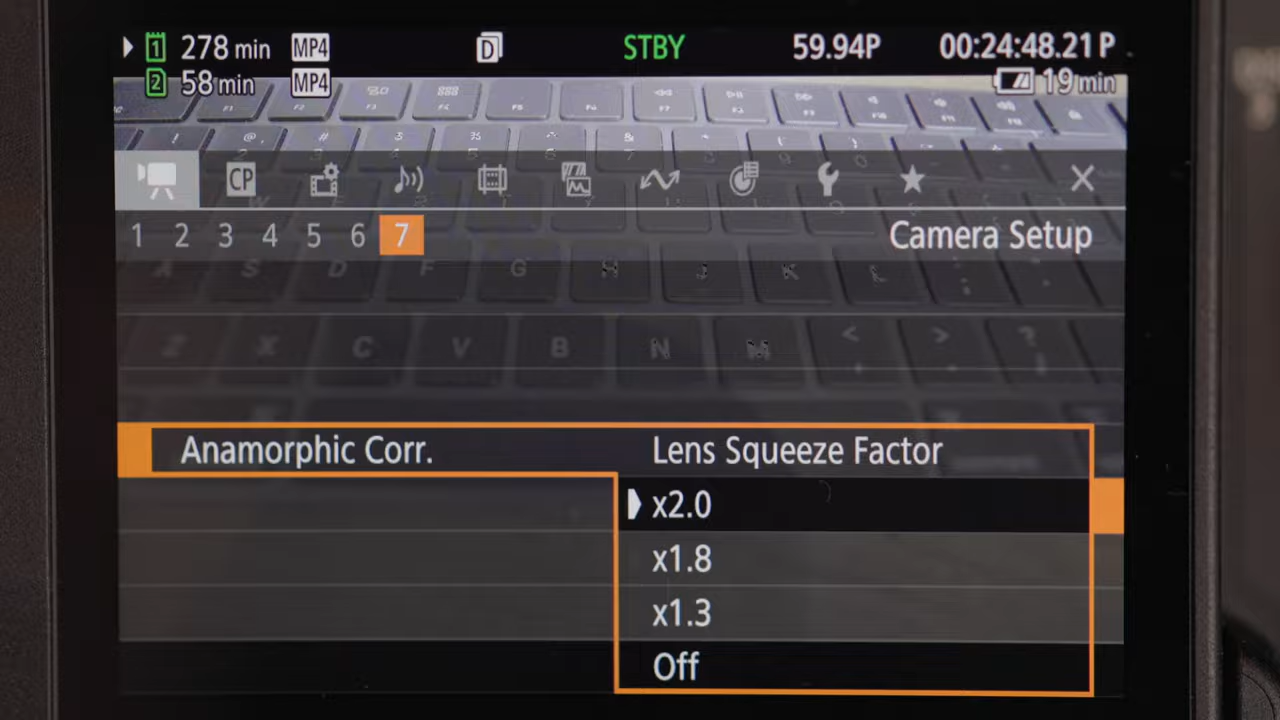 1 278 min MP4 D STBY 59.94P 00:24:48.21 P
2 58 min MP4 19 min
CP
1 2 3 4 5 6 7 Camera Setup
A S D F G H J K L
Z X C V B N M < > ?
Anamorphic Corr. Lens Squeeze Factor
x2.0
x1.8
x1.3
Off